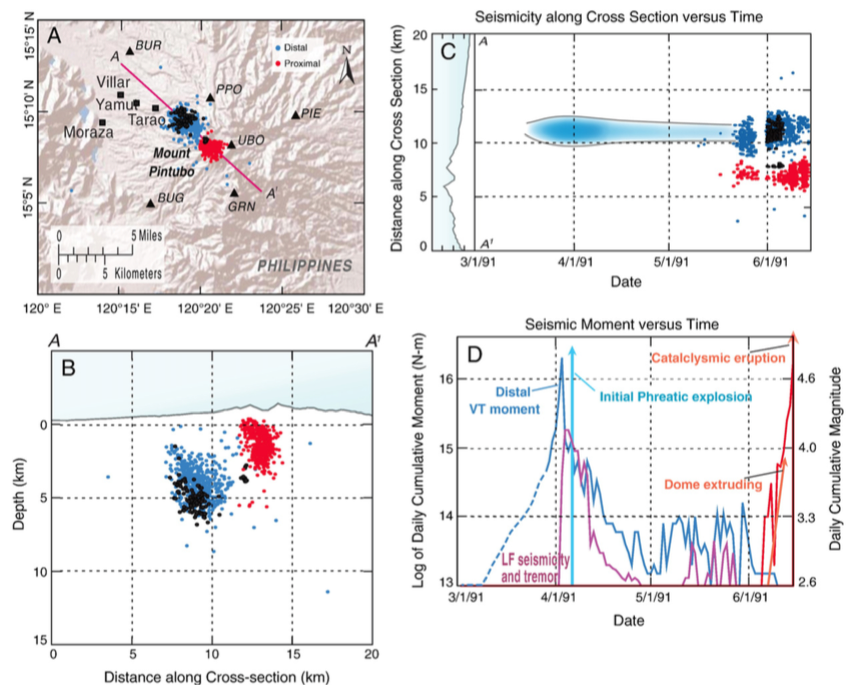 Seismicity along Cross Section versus Time
A
BUR
A
Distal
Proximal
N
Villar
Yamut
Tarao
Moraza
PPO
PIE
UBO
Mount
Pintubo
BUG
GRN
A'
0 5 Miles
0 5 Kilometers
PHILIPPINES
15°15' N
15°10' N
15°5' N
120° E 120°15' E 120°20' E 120°20' E 120°30' E
C
A
A'
Distance along Cross Section (km)
20
15
10
5
0
3/1/91 4/1/91 5/1/91 6/1/91
Date
A A'
B
Depth (km)
0
5
10
15
0 5 10 15 20
Distance along Cross-section (km)
Seismic Moment versus Time
D
Log of Daily Cumulative Moment (N-m)
16
15
14
13
Catalclysmic eruption
Distal
VT moment
Initial Phreatic explosion
Dome extruding
LF seismicity
and tremor
4.6
4.0
3.3
2.6
Daily Cumulative Magnitude
3/1/91 4/1/91 5/1/91 6/1/91
Date